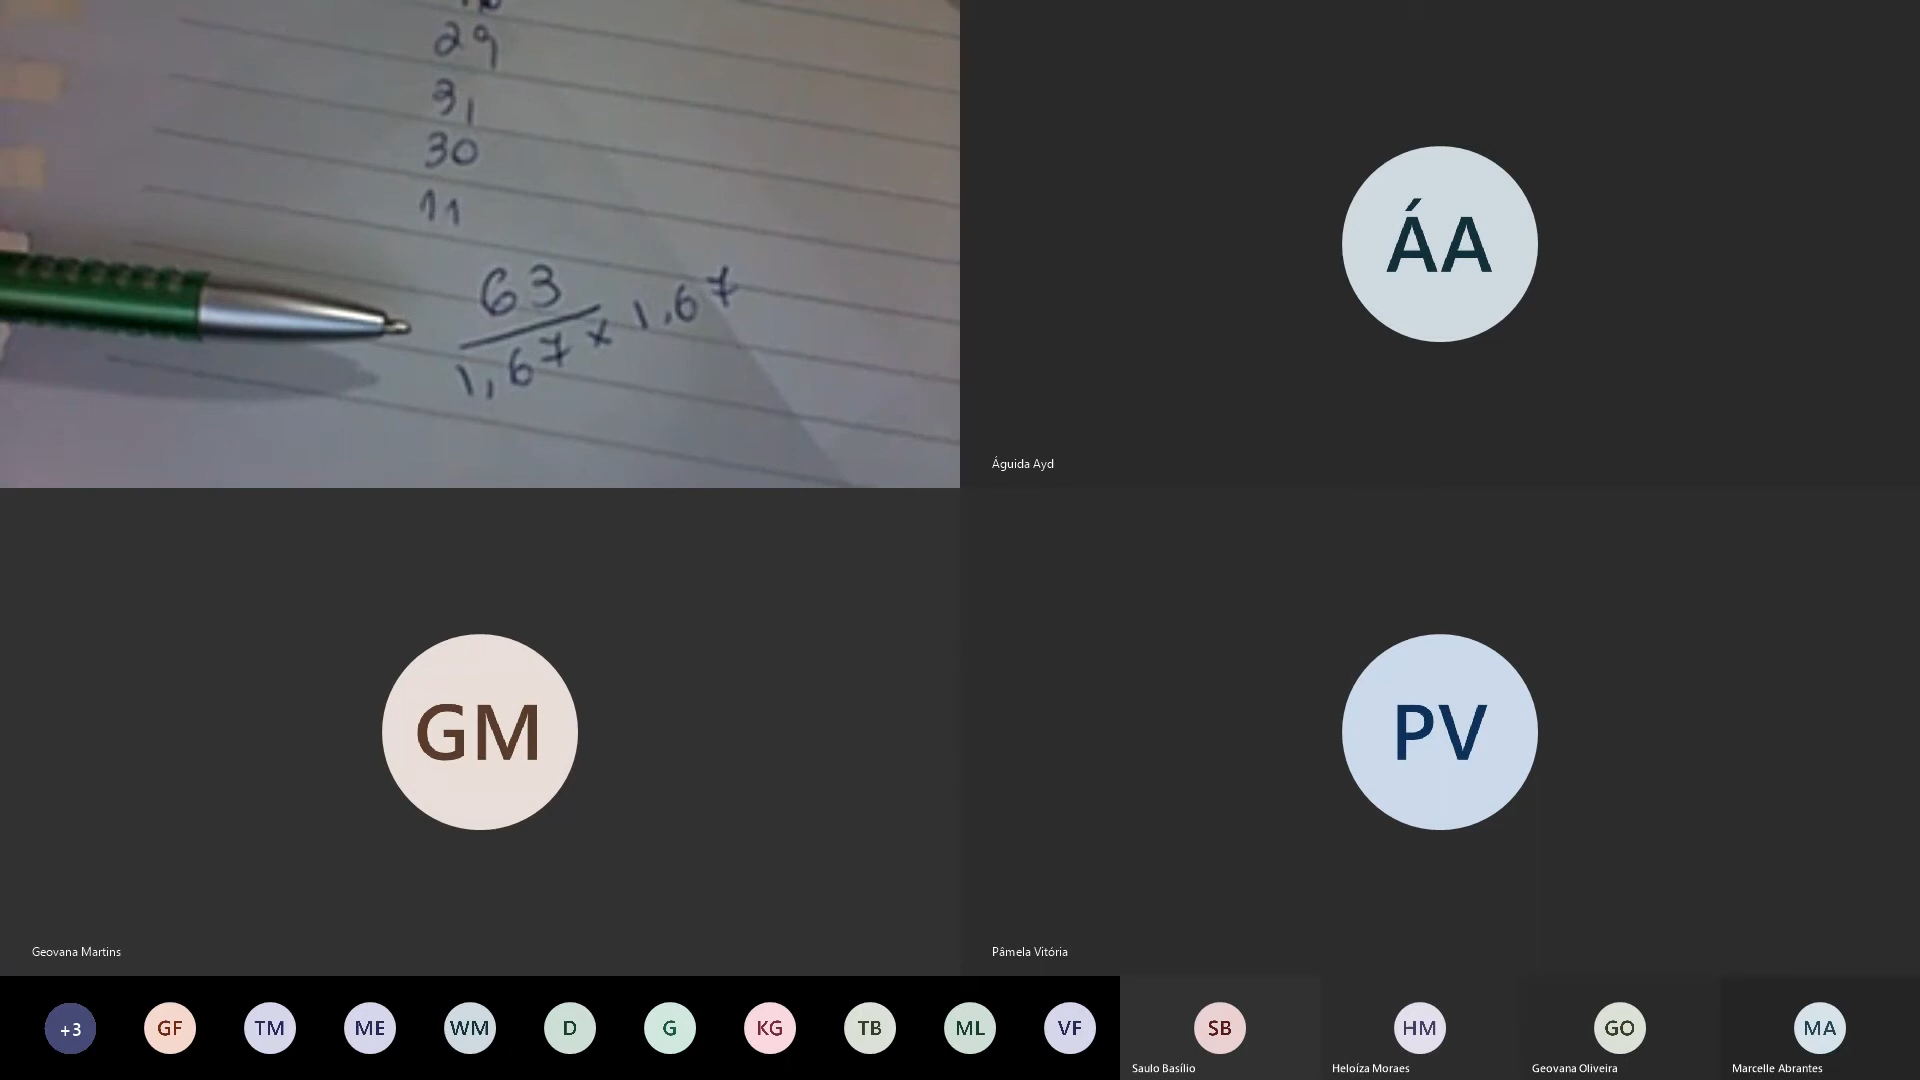 29
31
30
11
63
1,67 x 1,67
ÁA
Águida Ayd
GM
Geovana Martins
PV
Pâmela Vitória
+3
GF
TM
ME
WM
D
G
KG
TB
ML
VF
SB
Saulo Basílio
HM
Heloíza Moraes
GO
Geovana Oliveira
MA
Marcelle Abrantes